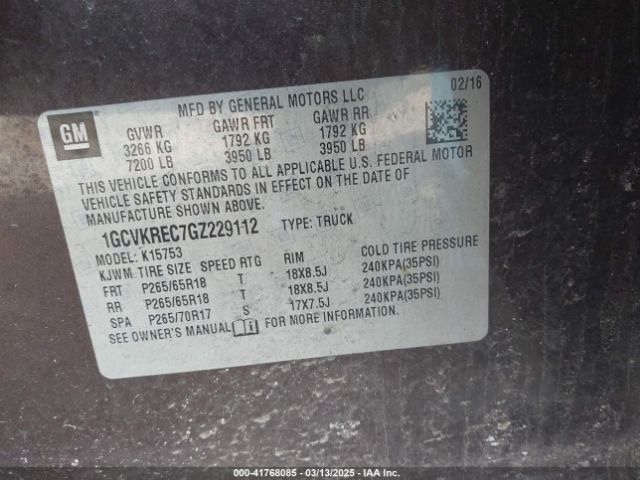 MFD BY GENERAL MOTORS LLC 02/16
GM
GVWR GAWR FRT GAWR RR
3266 KG 1792 KG 1792 KG
7200 LB 3950 LB 3950 LB
THIS VEHICLE CONFORMS TO ALL APPLICABLE U.S. FEDERAL MOTOR
VEHICLE SAFETY STANDARDS IN EFFECT ON THE DATE OF
MANUFACTURE SHOWN ABOVE.
1GCVKREC7GZ229112 TYPE: TRUCK
MODEL: K15753
KJWM TIRE SIZE SPEED RTG RIM COLD TIRE PRESSURE
FRT P265/65R18 T 18X8.5J 240KPA(35PSI)
RR P265/65R18 T 18X8.5J 240KPA(35PSI)
SPA P265/70R17 S 17X7.5J 240KPA(35PSI)
SEE OWNER'S MANUAL FOR MORE INFORMATION.
000-41768085 - 03/13/2025 - IAA Inc.